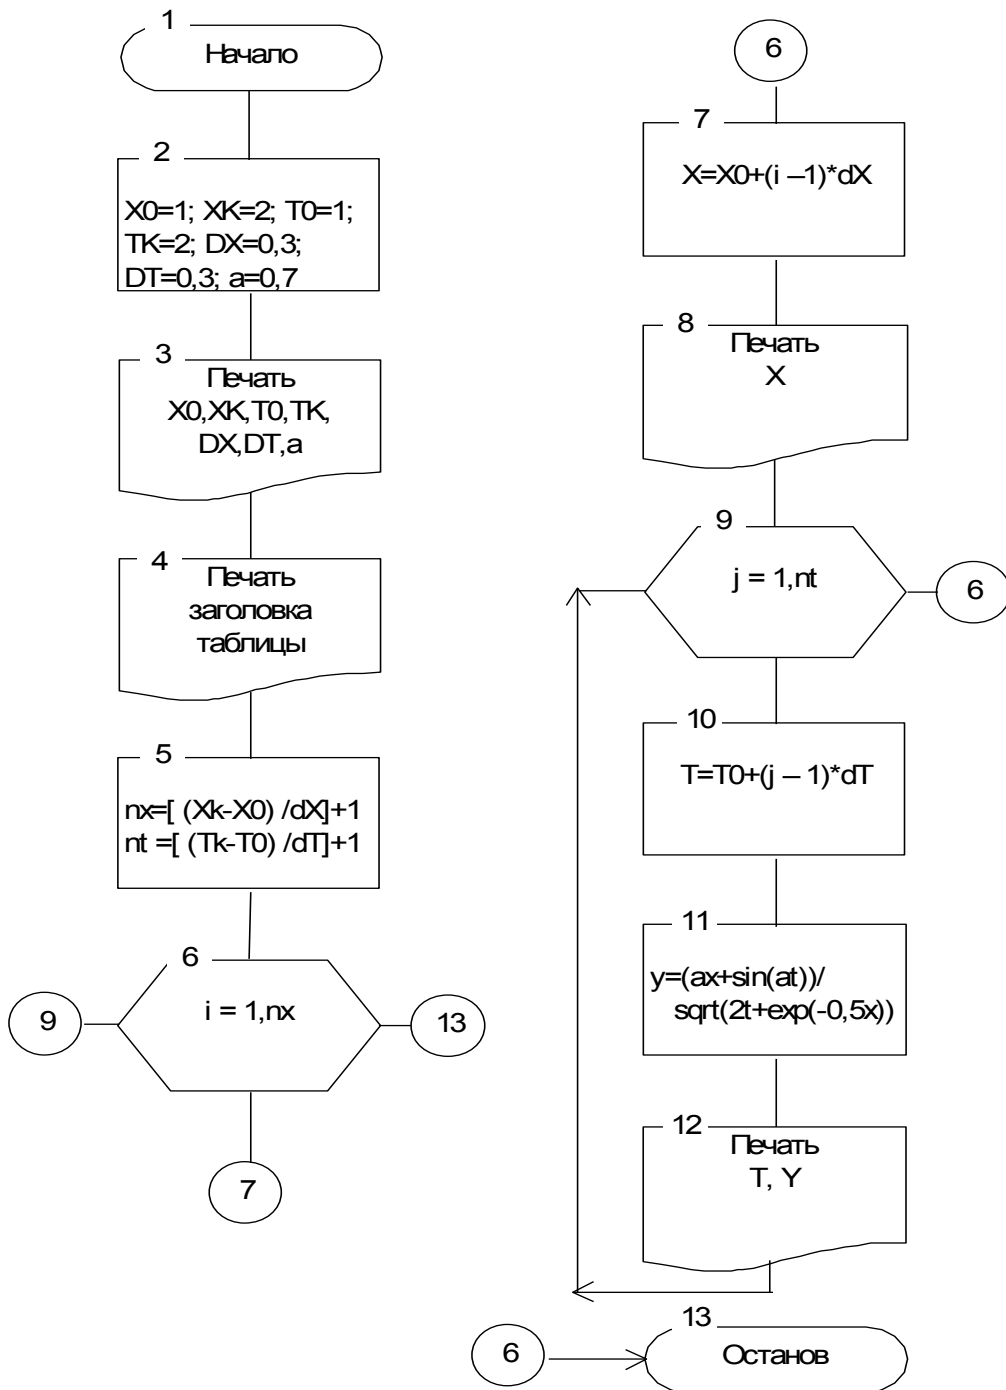 1
Начало
2
X0=1; XK=2; T0=1;
TK=2; DX=0,3;
DT=0,3; a=0,7
3
Печать
X0,XK,T0,TK,
DX,DT,a
4
Печать
заголовка
таблицы
5
nx=[ (Xk-X0) /dX]+1
nt =[ (Tk-T0) /dT]+1
6
i = 1,nx
9
13
7
6
7
X=X0+(i –1)*dX
8
Печать
X
9
j = 1,nt
6
10
T=T0+(j – 1)*dT
11
y=(ax+sin(at))/
sqrt(2t+exp(-0,5x))
12
Печать
T, Y
13
6
Останов